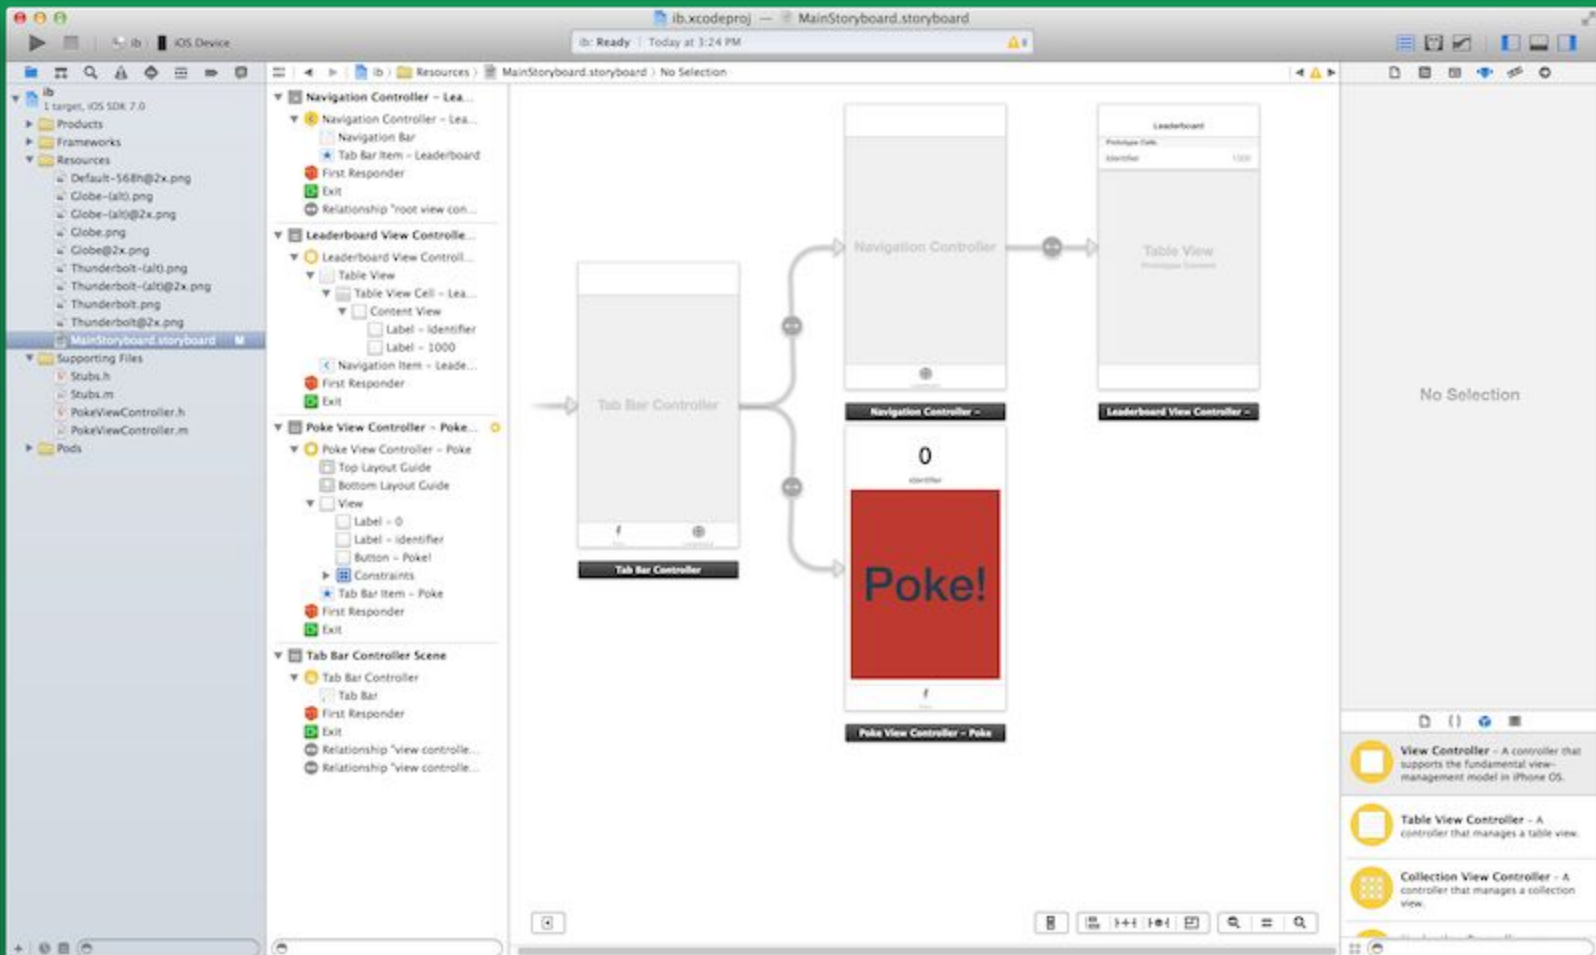 ib.xcodeproj — MainStoryboard.storyboard
ib iOS Device
ib: Ready | Today at 3:24 PM
ib Resources MainStoryboard.storyboard No Selection
ib
1 target, iOS SDK 7.0
Products
Frameworks
Resources
Default-568h@2x.png
Globe-(alt).png
Globe-(alt)@2x.png
Globe.png
Globe@2x.png
Thunderbolt-(alt).png
Thunderbolt-(alt)@2x.png
Thunderbolt.png
Thunderbolt@2x.png
MainStoryboard.storyboard M
Supporting Files
Stubs.h
Stubs.m
PokeViewController.h
PokeViewController.m
Pods
Navigation Controller – Lea...
Navigation Controller – Lea...
Navigation Bar
Tab Bar Item – Leaderboard
First Responder
Exit
Relationship "root view con...
Leaderboard View Controlle...
Leaderboard View Controll...
Table View
Table View Cell – Lea...
Content View
Label – Identifier
Label – 1000
Navigation Item – Leade...
First Responder
Exit
Poke View Controller – Poke...
Poke View Controller – Poke
Top Layout Guide
Bottom Layout Guide
View
Label – 0
Label – identifier
Button – Poke!
Constraints
Tab Bar Item – Poke
First Responder
Exit
Tab Bar Controller Scene
Tab Bar Controller
Tab Bar
First Responder
Exit
Relationship "view controlle...
Relationship "view controlle...
Tab Bar Controller
Tab Bar Controller
Navigation Controller
Navigation Controller –
Leaderboard
Prototype Cells
Identifier 1000
Table View
Prototype Content
Leaderboard View Controller –
0
identifier
Poke!
Poke View Controller – Poke
No Selection
View Controller – A controller that
supports the fundamental view-
management model in iPhone OS.
Table View Controller – A
controller that manages a table view.
Collection View Controller – A
controller that manages a collection
view.